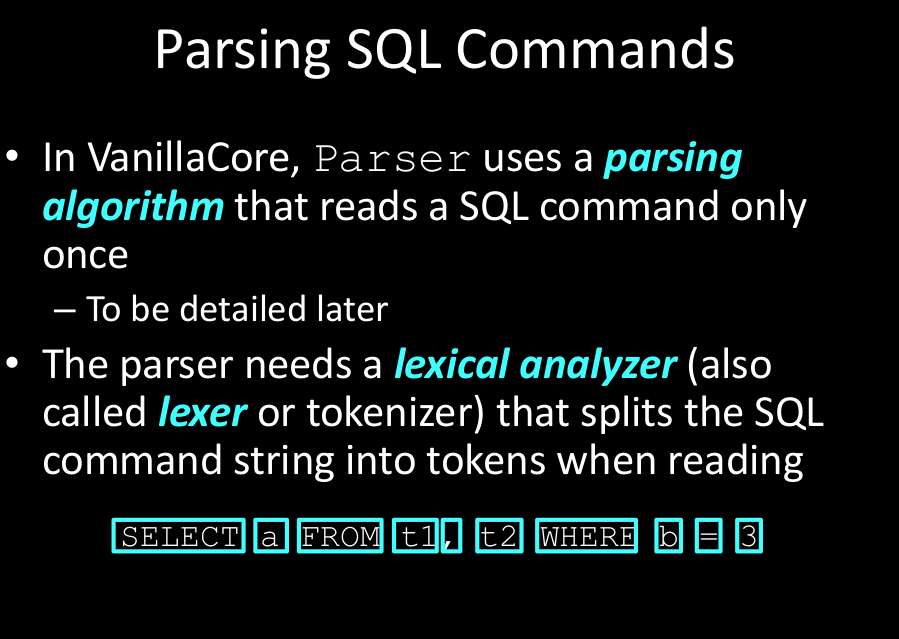 Parsing SQL Commands
• In VanillaCore, Parser uses a parsing
algorithm that reads a SQL command only
once
– To be detailed later
• The parser needs a lexical analyzer (also
called lexer or tokenizer) that splits the SQL
command string into tokens when reading
SELECT a FROM t1, t2 WHERE b = 3